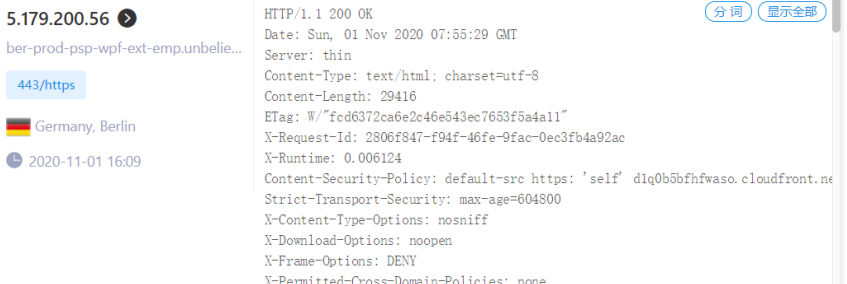 5.179.200.56
ber-prod-psp-wpf-ext-emp.unbelie...
443/https
Germany, Berlin
2020-11-01 16:09
分 词
显示全部
HTTP/1.1 200 OK
Date: Sun, 01 Nov 2020 07:55:29 GMT
Server: thin
Content-Type: text/html; charset=utf-8
Content-Length: 29416
ETag: W/"fcd6372ca6e2c46e543ec7653f5a4a11"
X-Request-Id: 2806f847-f94f-46fe-9fac-0ec3fb4a92ac
X-Runtime: 0.006124
Content-Security-Policy: default-src https: 'self' d1q0b5bfhfwaso.cloudfront.ne
Strict-Transport-Security: max-age=604800
X-Content-Type-Options: nosniff
X-Download-Options: noopen
X-Frame-Options: DENY
X-Permitted-Cross-Domain-Policies: none